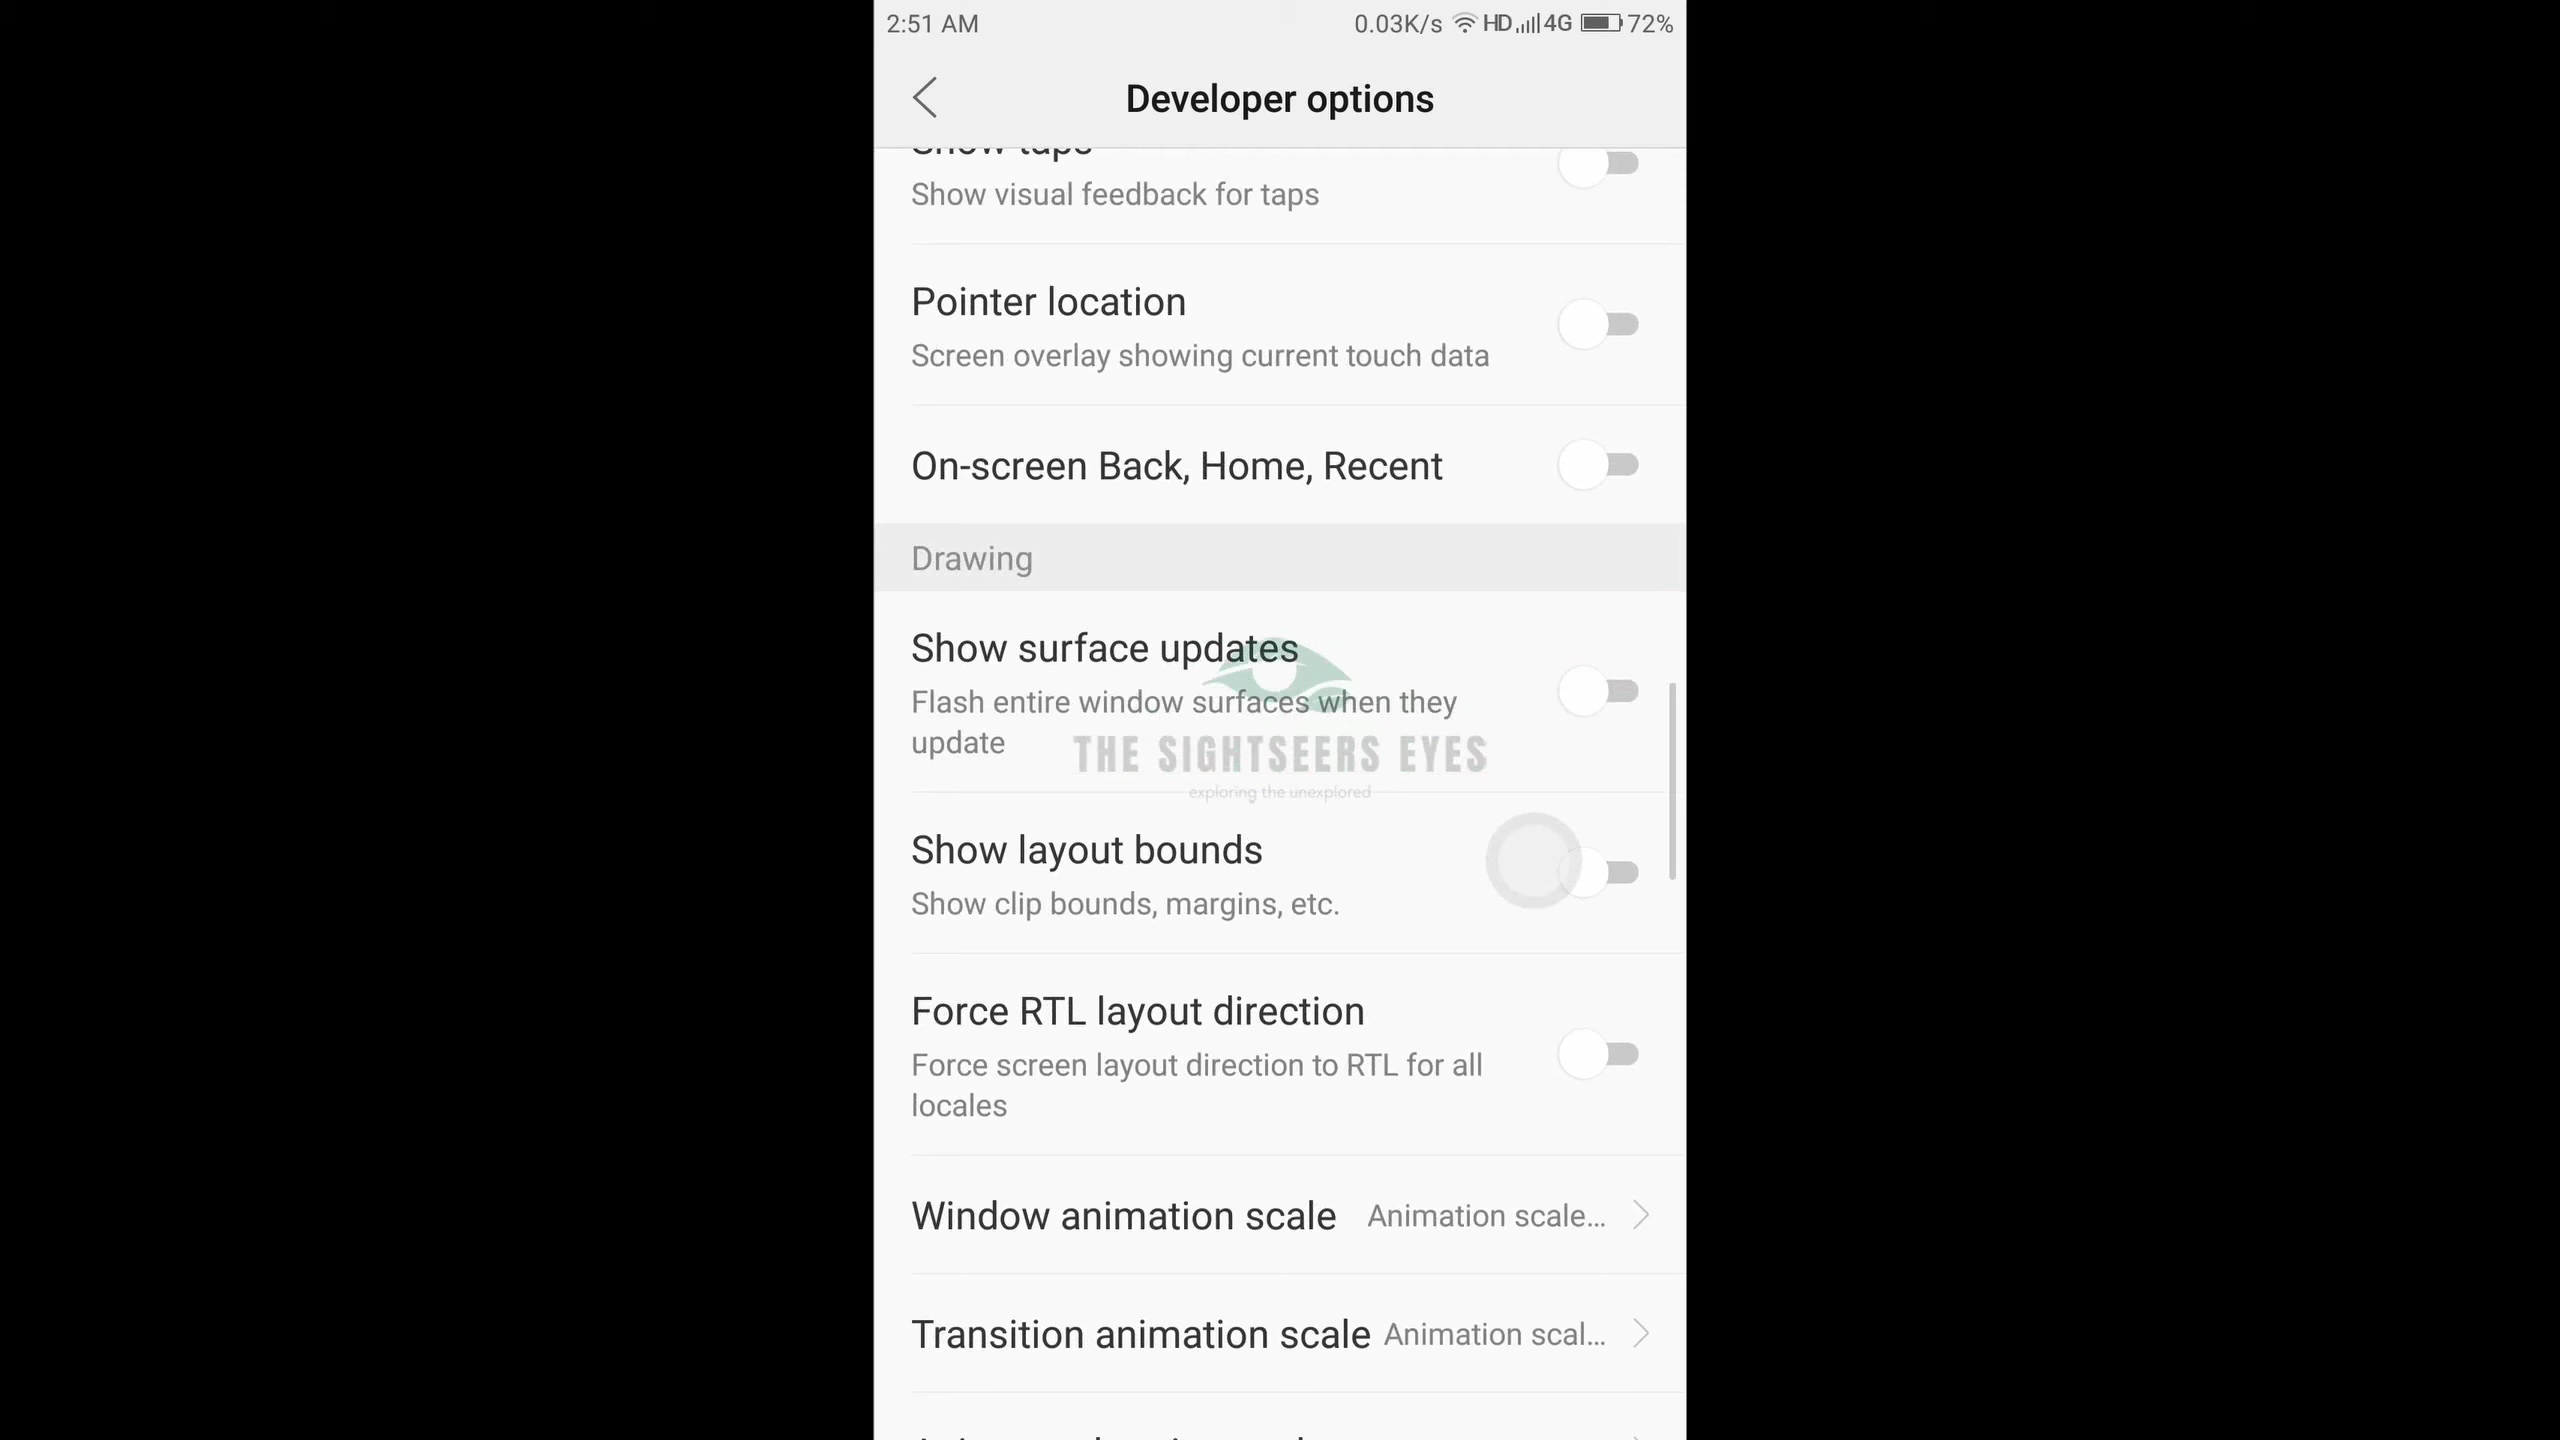 2:51 AM
0.03K/s HD 4G 72%
Developer options
Show taps
Show visual feedback for taps
Pointer location
Screen overlay showing current touch data
On-screen Back, Home, Recent
Drawing
Show surface updates
Flash entire window surfaces when they
update
THE SIGHTSEERS EYES
exploring the unexplored
Show layout bounds
Show clip bounds, margins, etc.
Force RTL layout direction
Force screen layout direction to RTL for all
locales
Window animation scale Animation scale…
Transition animation scale Animation scal…